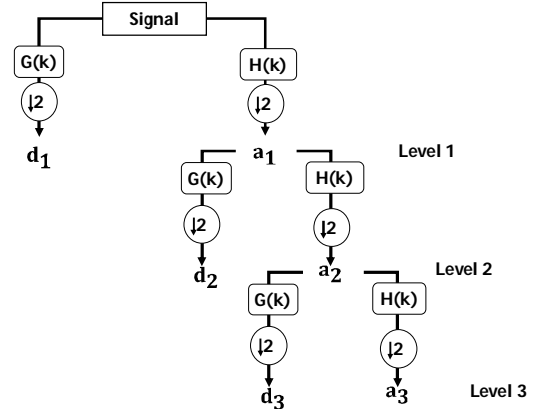 Signal
G(k) H(k)
↓2 ↓2
d1 a1 Level 1
G(k) H(k)
↓2 ↓2
d2 a2 Level 2
G(k) H(k)
↓2 ↓2
d3 a3 Level 3